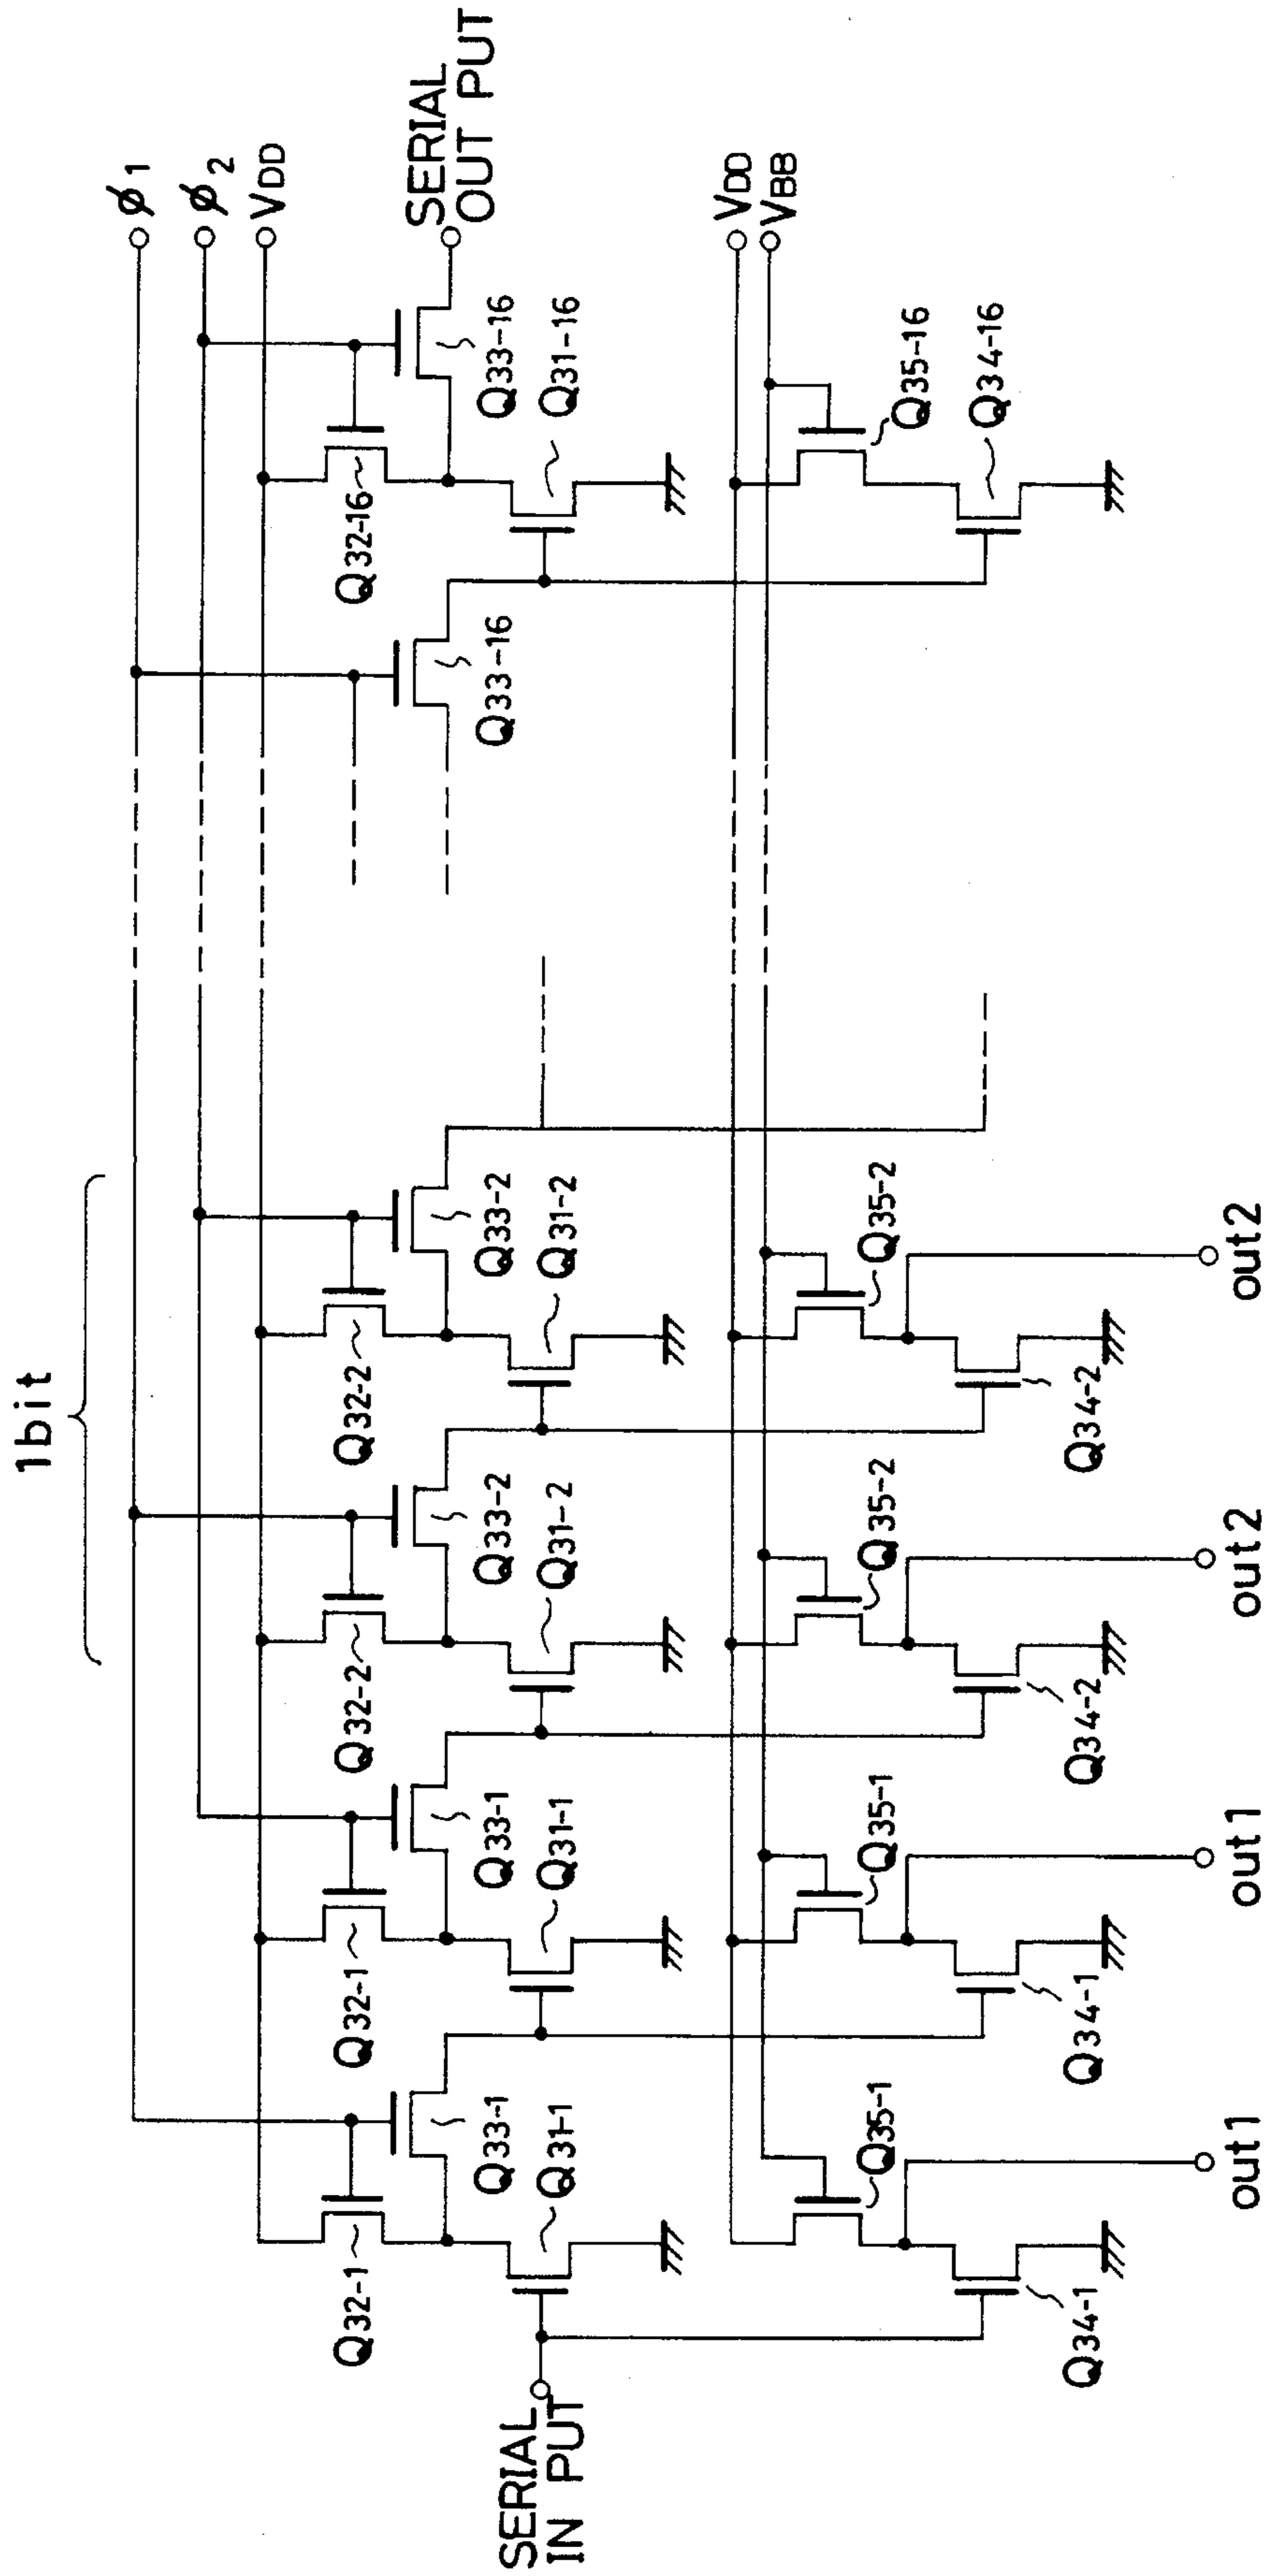 1bit
ø1
ø2
VDD
SERIAL
OUT PUT
Q32-1
Q32-1
Q32-2
Q32-2
Q32-16
Q33-1
Q33-1
Q33-2
Q33-2
Q33-16
Q33-16
Q31-1
Q31-1
Q31-2
Q31-2
Q31-16
SERIAL
IN PUT
VDD
VBB
Q35-1
Q35-1
Q35-2
Q35-2
Q35-16
Q34-1
Q34-1
Q34-2
Q34-2
Q34-16
out1
out1
out2
out2